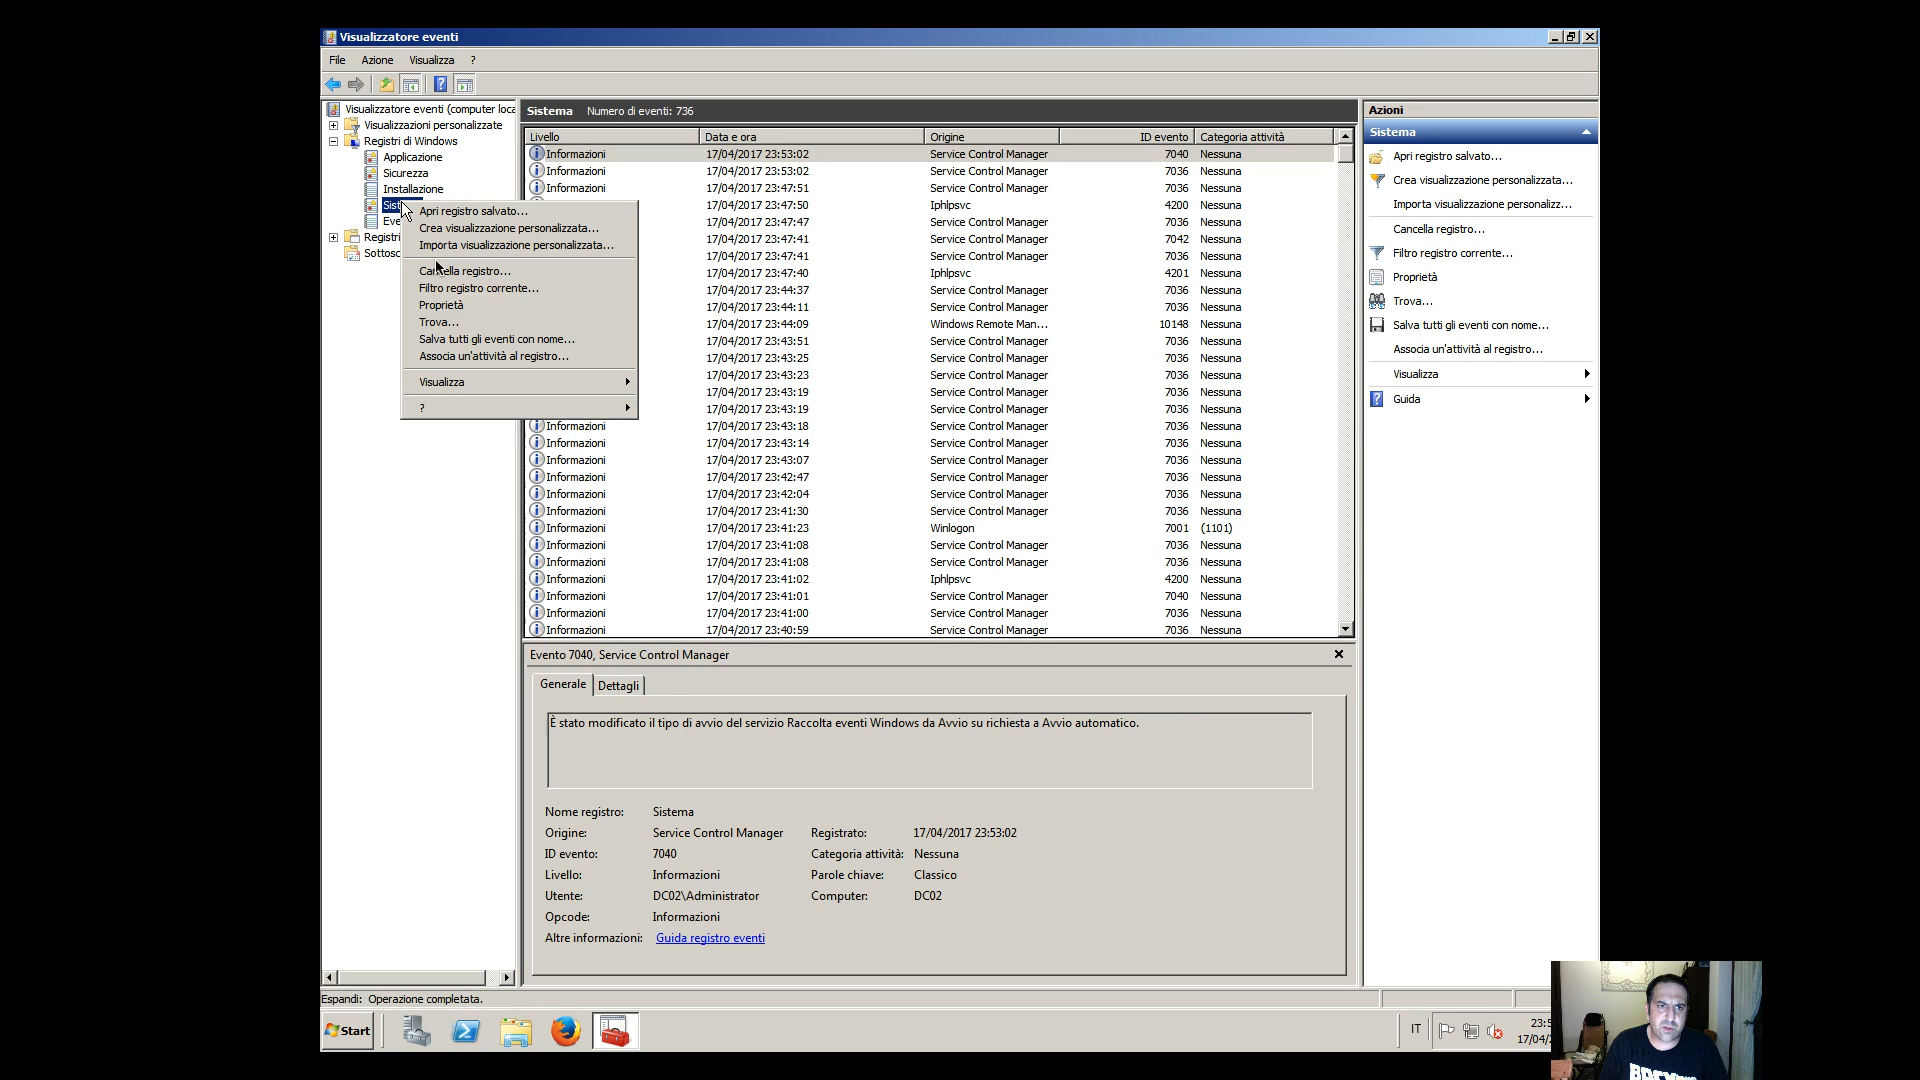 Visualizzatore eventi
File Azione Visualizza ?
Visualizzatore eventi (computer loca
Visualizzazioni personalizzate
Registri di Windows
Applicazione
Sicurezza
Installazione
Registri
Apri registro salvato...
Crea visualizzazione personalizzata...
Importa visualizzazione personalizzata...
Cancella registro...
Filtro registro corrente...
Proprietà
Trova...
Salva tutti gli eventi con nome...
Associa un'attività al registro...
Visualizza
?
Sistema Numero di eventi: 736
Livello Data e ora Origine ID evento Categoria attività
Informazioni 17/04/2017 23:53:02 Service Control Manager 7040 Nessuna
Informazioni 17/04/2017 23:53:02 Service Control Manager 7036 Nessuna
Informazioni 17/04/2017 23:47:51 Service Control Manager 7036 Nessuna
17/04/2017 23:47:50 Iphlpsvc 4200 Nessuna
17/04/2017 23:47:47 Service Control Manager 7036 Nessuna
17/04/2017 23:47:41 Service Control Manager 7042 Nessuna
17/04/2017 23:47:41 Service Control Manager 7036 Nessuna
17/04/2017 23:47:40 Iphlpsvc 4201 Nessuna
17/04/2017 23:44:37 Service Control Manager 7036 Nessuna
17/04/2017 23:44:11 Service Control Manager 7036 Nessuna
17/04/2017 23:44:09 Windows Remote Man... 10148 Nessuna
17/04/2017 23:43:51 Service Control Manager 7036 Nessuna
17/04/2017 23:43:25 Service Control Manager 7036 Nessuna
17/04/2017 23:43:23 Service Control Manager 7036 Nessuna
17/04/2017 23:43:19 Service Control Manager 7036 Nessuna
17/04/2017 23:43:19 Service Control Manager 7036 Nessuna
Informazioni 17/04/2017 23:43:18 Service Control Manager 7036 Nessuna
Informazioni 17/04/2017 23:43:14 Service Control Manager 7036 Nessuna
Informazioni 17/04/2017 23:43:07 Service Control Manager 7036 Nessuna
Informazioni 17/04/2017 23:42:47 Service Control Manager 7036 Nessuna
Informazioni 17/04/2017 23:42:04 Service Control Manager 7036 Nessuna
Informazioni 17/04/2017 23:41:30 Service Control Manager 7036 Nessuna
Informazioni 17/04/2017 23:41:23 Winlogon 7001 (1101)
Informazioni 17/04/2017 23:41:08 Service Control Manager 7036 Nessuna
Informazioni 17/04/2017 23:41:08 Service Control Manager 7036 Nessuna
Informazioni 17/04/2017 23:41:02 Iphlpsvc 4200 Nessuna
Informazioni 17/04/2017 23:41:01 Service Control Manager 7040 Nessuna
Informazioni 17/04/2017 23:41:00 Service Control Manager 7036 Nessuna
Informazioni 17/04/2017 23:40:59 Service Control Manager 7036 Nessuna
Evento 7040, Service Control Manager
Generale Dettagli
È stato modificato il tipo di avvio del servizio Raccolta eventi Windows da Avvio su richiesta a Avvio automatico.
Nome registro: Sistema
Origine: Service Control Manager Registrato: 17/04/2017 23:53:02
ID evento: 7040 Categoria attività: Nessuna
Livello: Informazioni Parole chiave: Classico
Utente: DC02\Administrator Computer: DC02
Opcode: Informazioni
Altre informazioni: Guida registro eventi
Azioni
Sistema
Apri registro salvato...
Crea visualizzazione personalizzata...
Importa visualizzazione personalizz...
Cancella registro...
Filtro registro corrente...
Proprietà
Trova...
Salva tutti gli eventi con nome...
Associa un'attività al registro...
Visualizza
Guida
Espandi: Operazione completata.
Start IT 23:5
17/04/